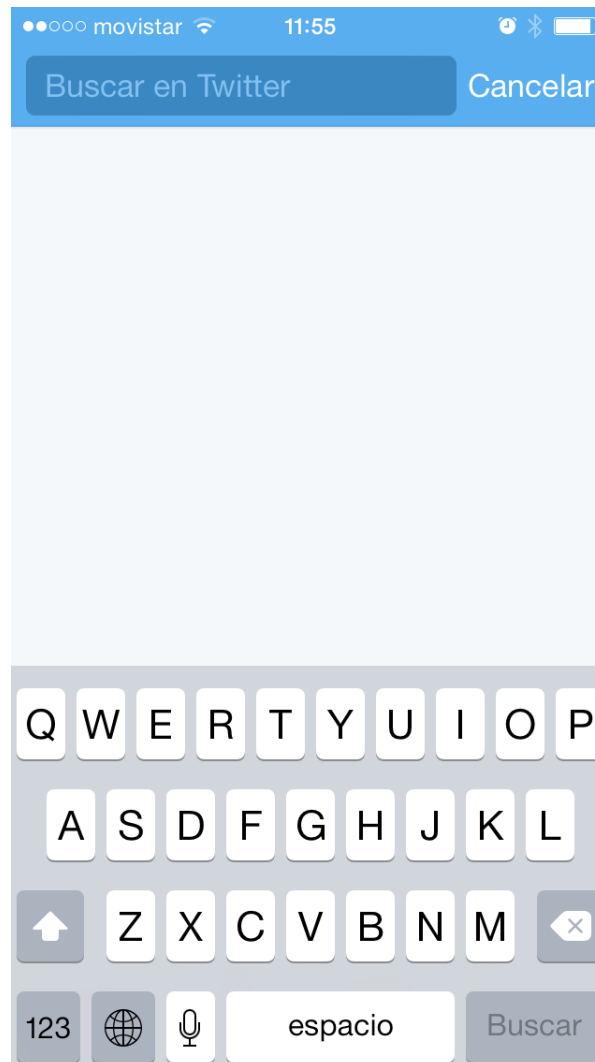 movistar 11:55
Buscar en Twitter Cancelar
Q W E R T Y U I O P
A S D F G H J K L
Z X C V B N M
123 espacio Buscar